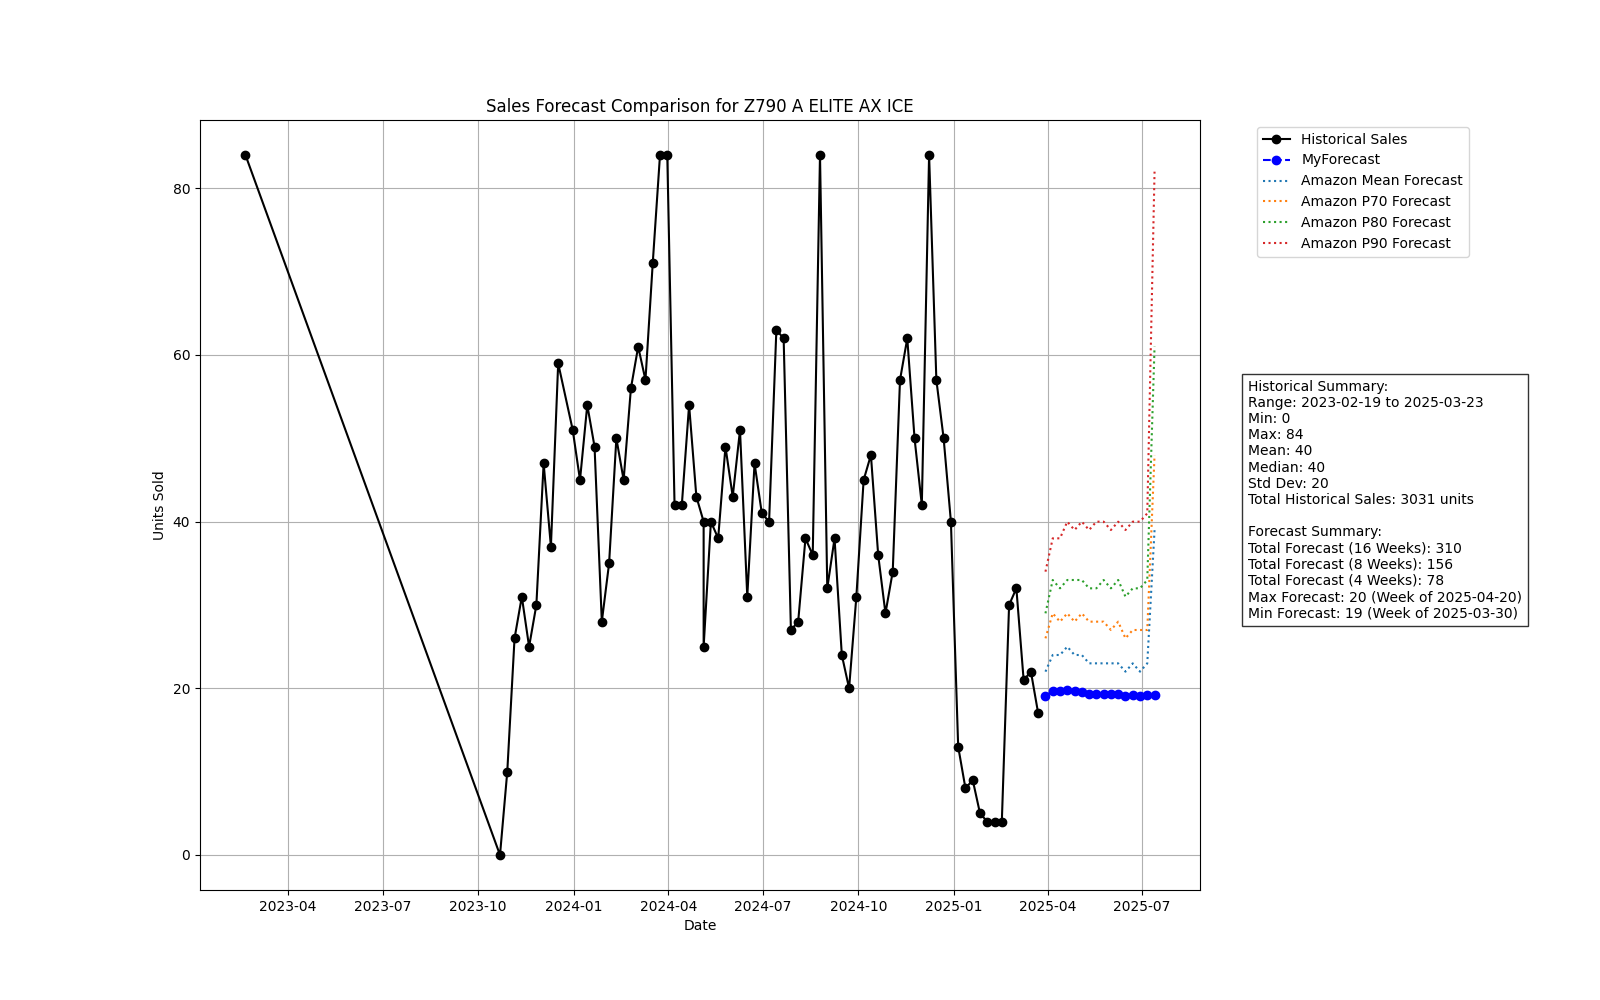 Sales Forecast Comparison for Z790 A ELITE AX ICE
Units Sold
80
60
40
20
0
2023-04
2023-07
2023-10
2024-01
2024-04
2024-07
2024-10
2025-01
2025-04
2025-07
Date
Historical Sales
MyForecast
Amazon Mean Forecast
Amazon P70 Forecast
Amazon P80 Forecast
Amazon P90 Forecast
Historical Summary:
Range: 2023-02-19 to 2025-03-23
Min: 0
Max: 84
Mean: 40
Median: 40
Std Dev: 20
Total Historical Sales: 3031 units
Forecast Summary:
Total Forecast (16 Weeks): 310
Total Forecast (8 Weeks): 156
Total Forecast (4 Weeks): 78
Max Forecast: 20 (Week of 2025-04-20)
Min Forecast: 19 (Week of 2025-03-30)